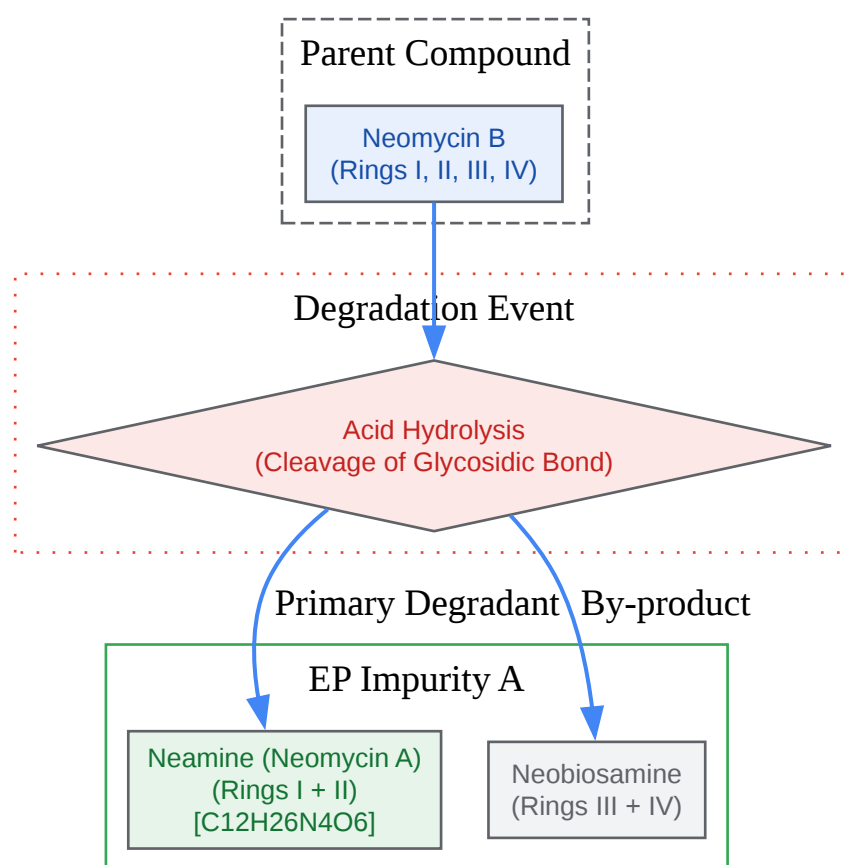 Parent Compound
Neomycin B
(Rings I, II, III, IV)
Degradation Event
Acid Hydrolysis
(Cleavage of Glycosidic Bond)
Primary Degradant
By-product
EP Impurity A
Neamine (Neomycin A)
(Rings I + II)
[C12H26N4O6]
Neobiosamine
(Rings III + IV)